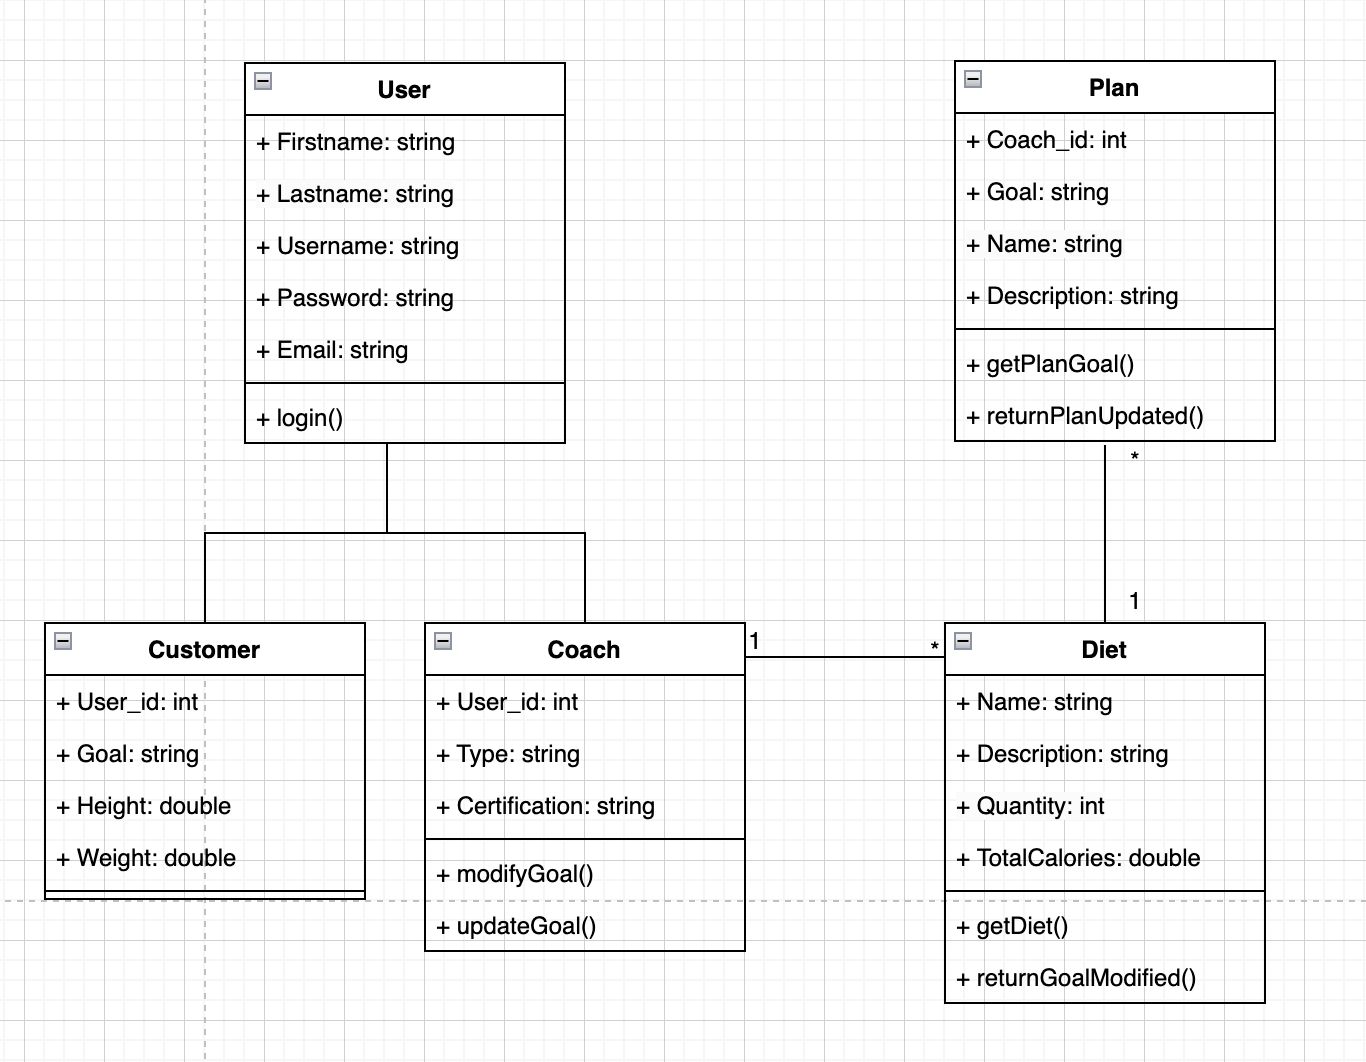 User
+ Firstname: string
+ Lastname: string
+ Username: string
+ Password: string
+ Email: string
+ login()
Plan
+ Coach_id: int
+ Goal: string
+ Name: string
+ Description: string
+ getPlanGoal()
+ returnPlanUpdated()
*
1
Customer
+ User_id: int
+ Goal: string
+ Height: double
+ Weight: double
Coach
+ User_id: int
+ Type: string
+ Certification: string
+ modifyGoal()
+ updateGoal()
1
*
Diet
+ Name: string
+ Description: string
+ Quantity: int
+ TotalCalories: double
+ getDiet()
+ returnGoalModified()